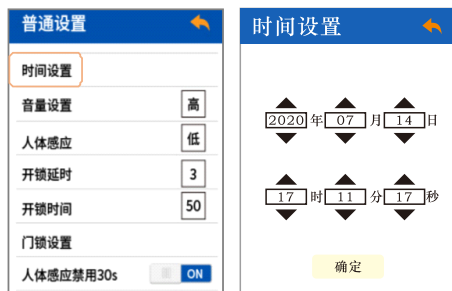 普通设置
时间设置
音量设置 高
人体感应 低
开锁延时 3
开锁时间 50
门锁设置
人体感应禁用30s ON
时间设置
2020 年 07 月 14 日
17 时 11 分 17 秒
确定